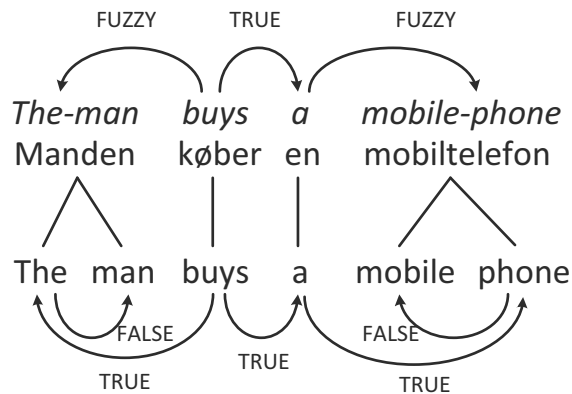 FUZZY TRUE FUZZY
The-man buys a mobile-phone
Manden køber en mobiltelefon
The man buys a mobile phone
FALSE FALSE
TRUE
TRUE TRUE